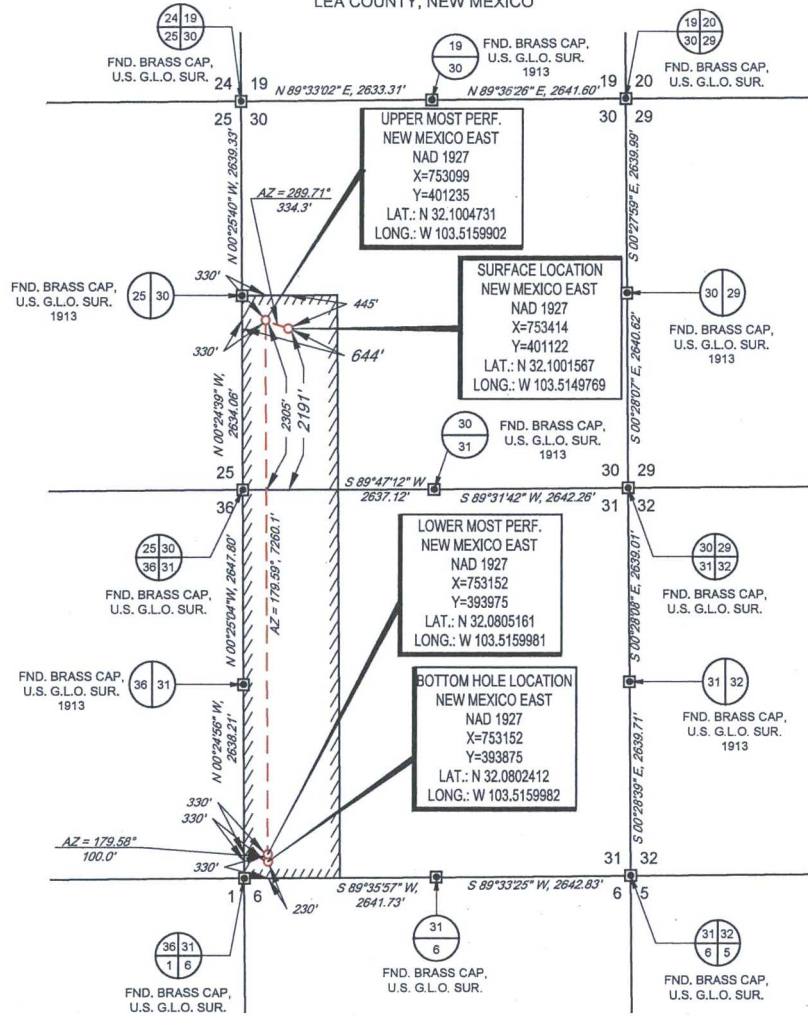 LEA COUNTY, NEW MEXICO
24 19
25 30
FND. BRASS CAP,
U.S. G.L.O. SUR.
19
30
FND. BRASS CAP,
U.S. G.L.O. SUR.
1913
19 20
30 29
FND. BRASS CAP,
U.S. G.L.O. SUR.
24 19
N 89°33'02" E, 2633.31'
N 89°36'26" E, 2641.60'
19 20
25 30
30 29
UPPER MOST PERF.
NEW MEXICO EAST
NAD 1927
X=753099
Y=401235
LAT.: N 32.1004731
LONG.: W 103.5159902
N 00°25'40" W, 2639.33'
AZ = 289.71°
334.3'
S 00°27'59" E, 2639.99'
SURFACE LOCATION
NEW MEXICO EAST
NAD 1927
X=753414
Y=401122
LAT.: N 32.1001567
LONG.: W 103.5149769
FND. BRASS CAP,
U.S. G.L.O. SUR.
1913
25 30
330'
445'
330'
644'
30 29
FND. BRASS CAP,
U.S. G.L.O. SUR.
1913
N 00°24'39" W,
2634.06'
2305'
2191'
S 00°28'07" E, 2640.62'
30
31
FND. BRASS CAP,
U.S. G.L.O. SUR.
1913
25
36
S 89°47'12" W
2637.12'
S 89°31'42" W, 2642.26'
30 29
31 32
25 30
36 31
FND. BRASS CAP,
U.S. G.L.O. SUR.
N 00°25'04"W, 2647.80'
AZ = 179.59°, 7260.1'
LOWER MOST PERF.
NEW MEXICO EAST
NAD 1927
X=753152
Y=393975
LAT.: N 32.0805161
LONG.: W 103.5159981
30 29
31 32
FND. BRASS CAP,
U.S. G.L.O. SUR.
S 00°28'08" E, 2639.01'
FND. BRASS CAP,
U.S. G.L.O. SUR.
1913
36 31
BOTTOM HOLE LOCATION
NEW MEXICO EAST
NAD 1927
X=753152
Y=393875
LAT.: N 32.0802412
LONG.: W 103.5159982
31 32
FND. BRASS CAP,
U.S. G.L.O. SUR.
1913
N 00°24'56" W,
2638.21'
S 00°28'39" E, 2639.71'
330'
330'
AZ = 179.58°
100.0'
330'
230'
1 6
S 89°35'57" W,
2641.73'
S 89°33'25" W, 2642.83'
31 32
6 5
36 31
1 6
FND. BRASS CAP,
U.S. G.L.O. SUR.
31
6
FND. BRASS CAP,
U.S. G.L.O. SUR.
31 32
6 5
FND. BRASS CAP,
U.S. G.L.O. SUR.